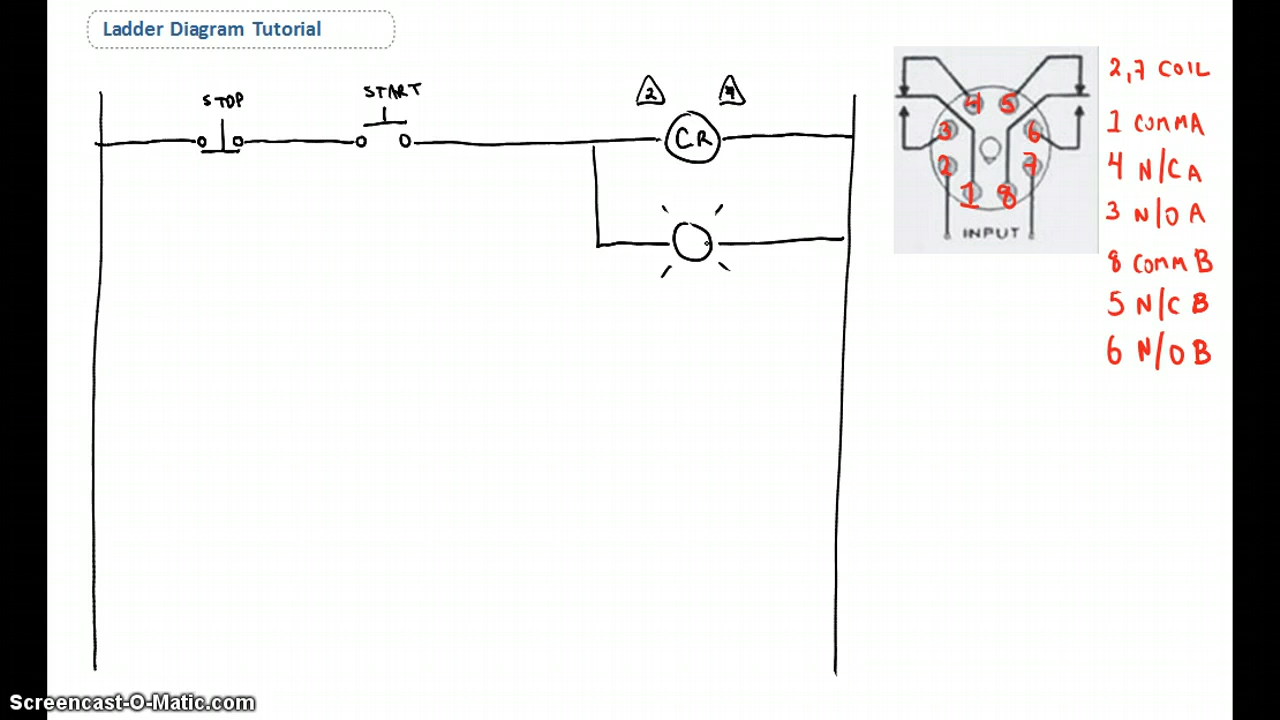 Ladder Diagram Tutorial
STOP
START
2
CR
4 5
3 6
2 7
1 8
INPUT
2,7 COIL
1 COMM A
4 N/C A
3 N/O A
8 COMM B
5 N/C B
6 N/O B
Screencast-O-Matic.com